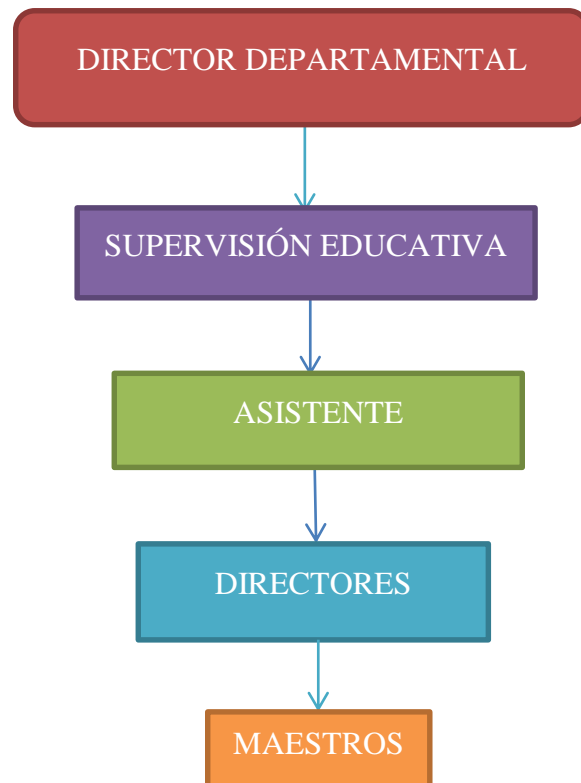 DIRECTOR DEPARTAMENTAL
SUPERVISIÓN EDUCATIVA
ASISTENTE
DIRECTORES
MAESTROS